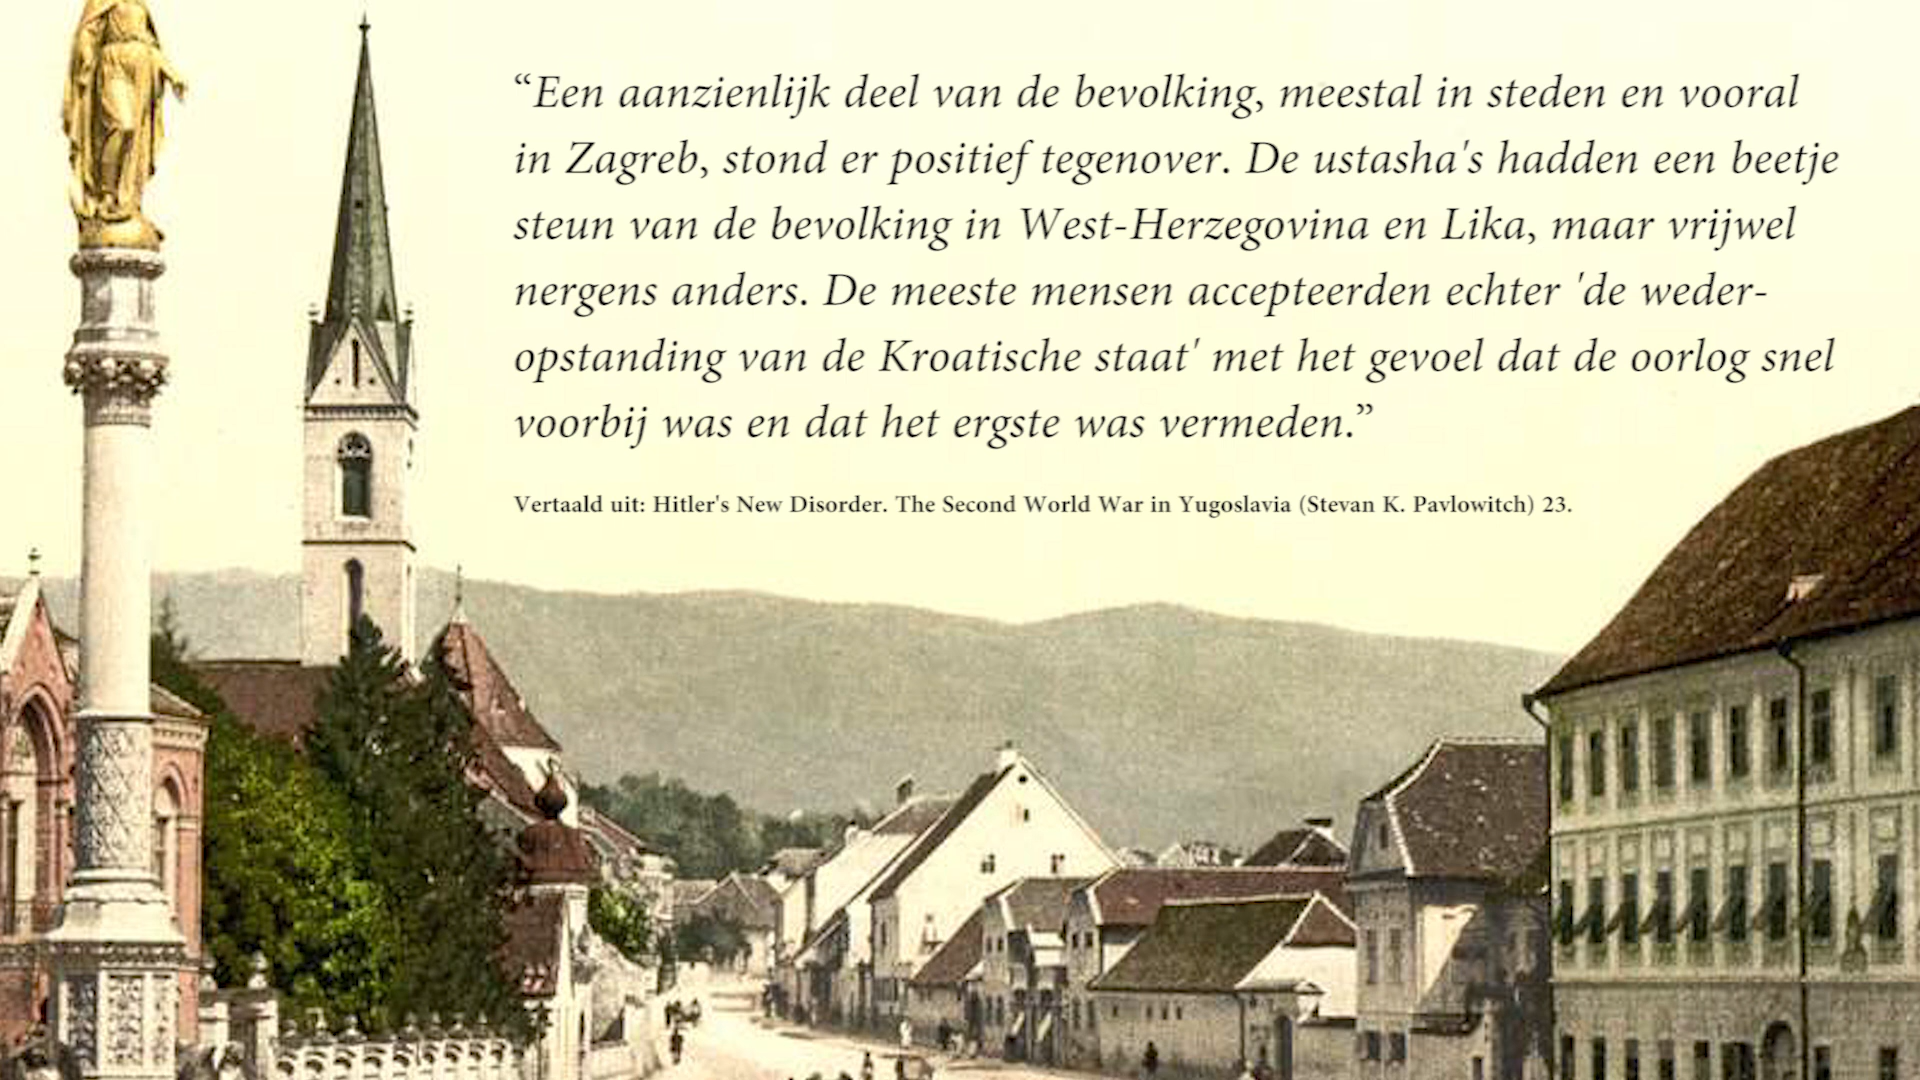 “Een aanzienlijk deel van de bevolking, meestal in steden en vooral
in Zagreb, stond er positief tegenover. De ustasha's hadden een beetje
steun van de bevolking in West-Herzegovina en Lika, maar vrijwel
nergens anders. De meeste mensen accepteerden echter 'de weder-
opstanding van de Kroatische staat' met het gevoel dat de oorlog snel
voorbij was en dat het ergste was vermeden.”
Vertaald uit: Hitler's New Disorder. The Second World War in Yugoslavia (Stevan K. Pavlowitch) 23.